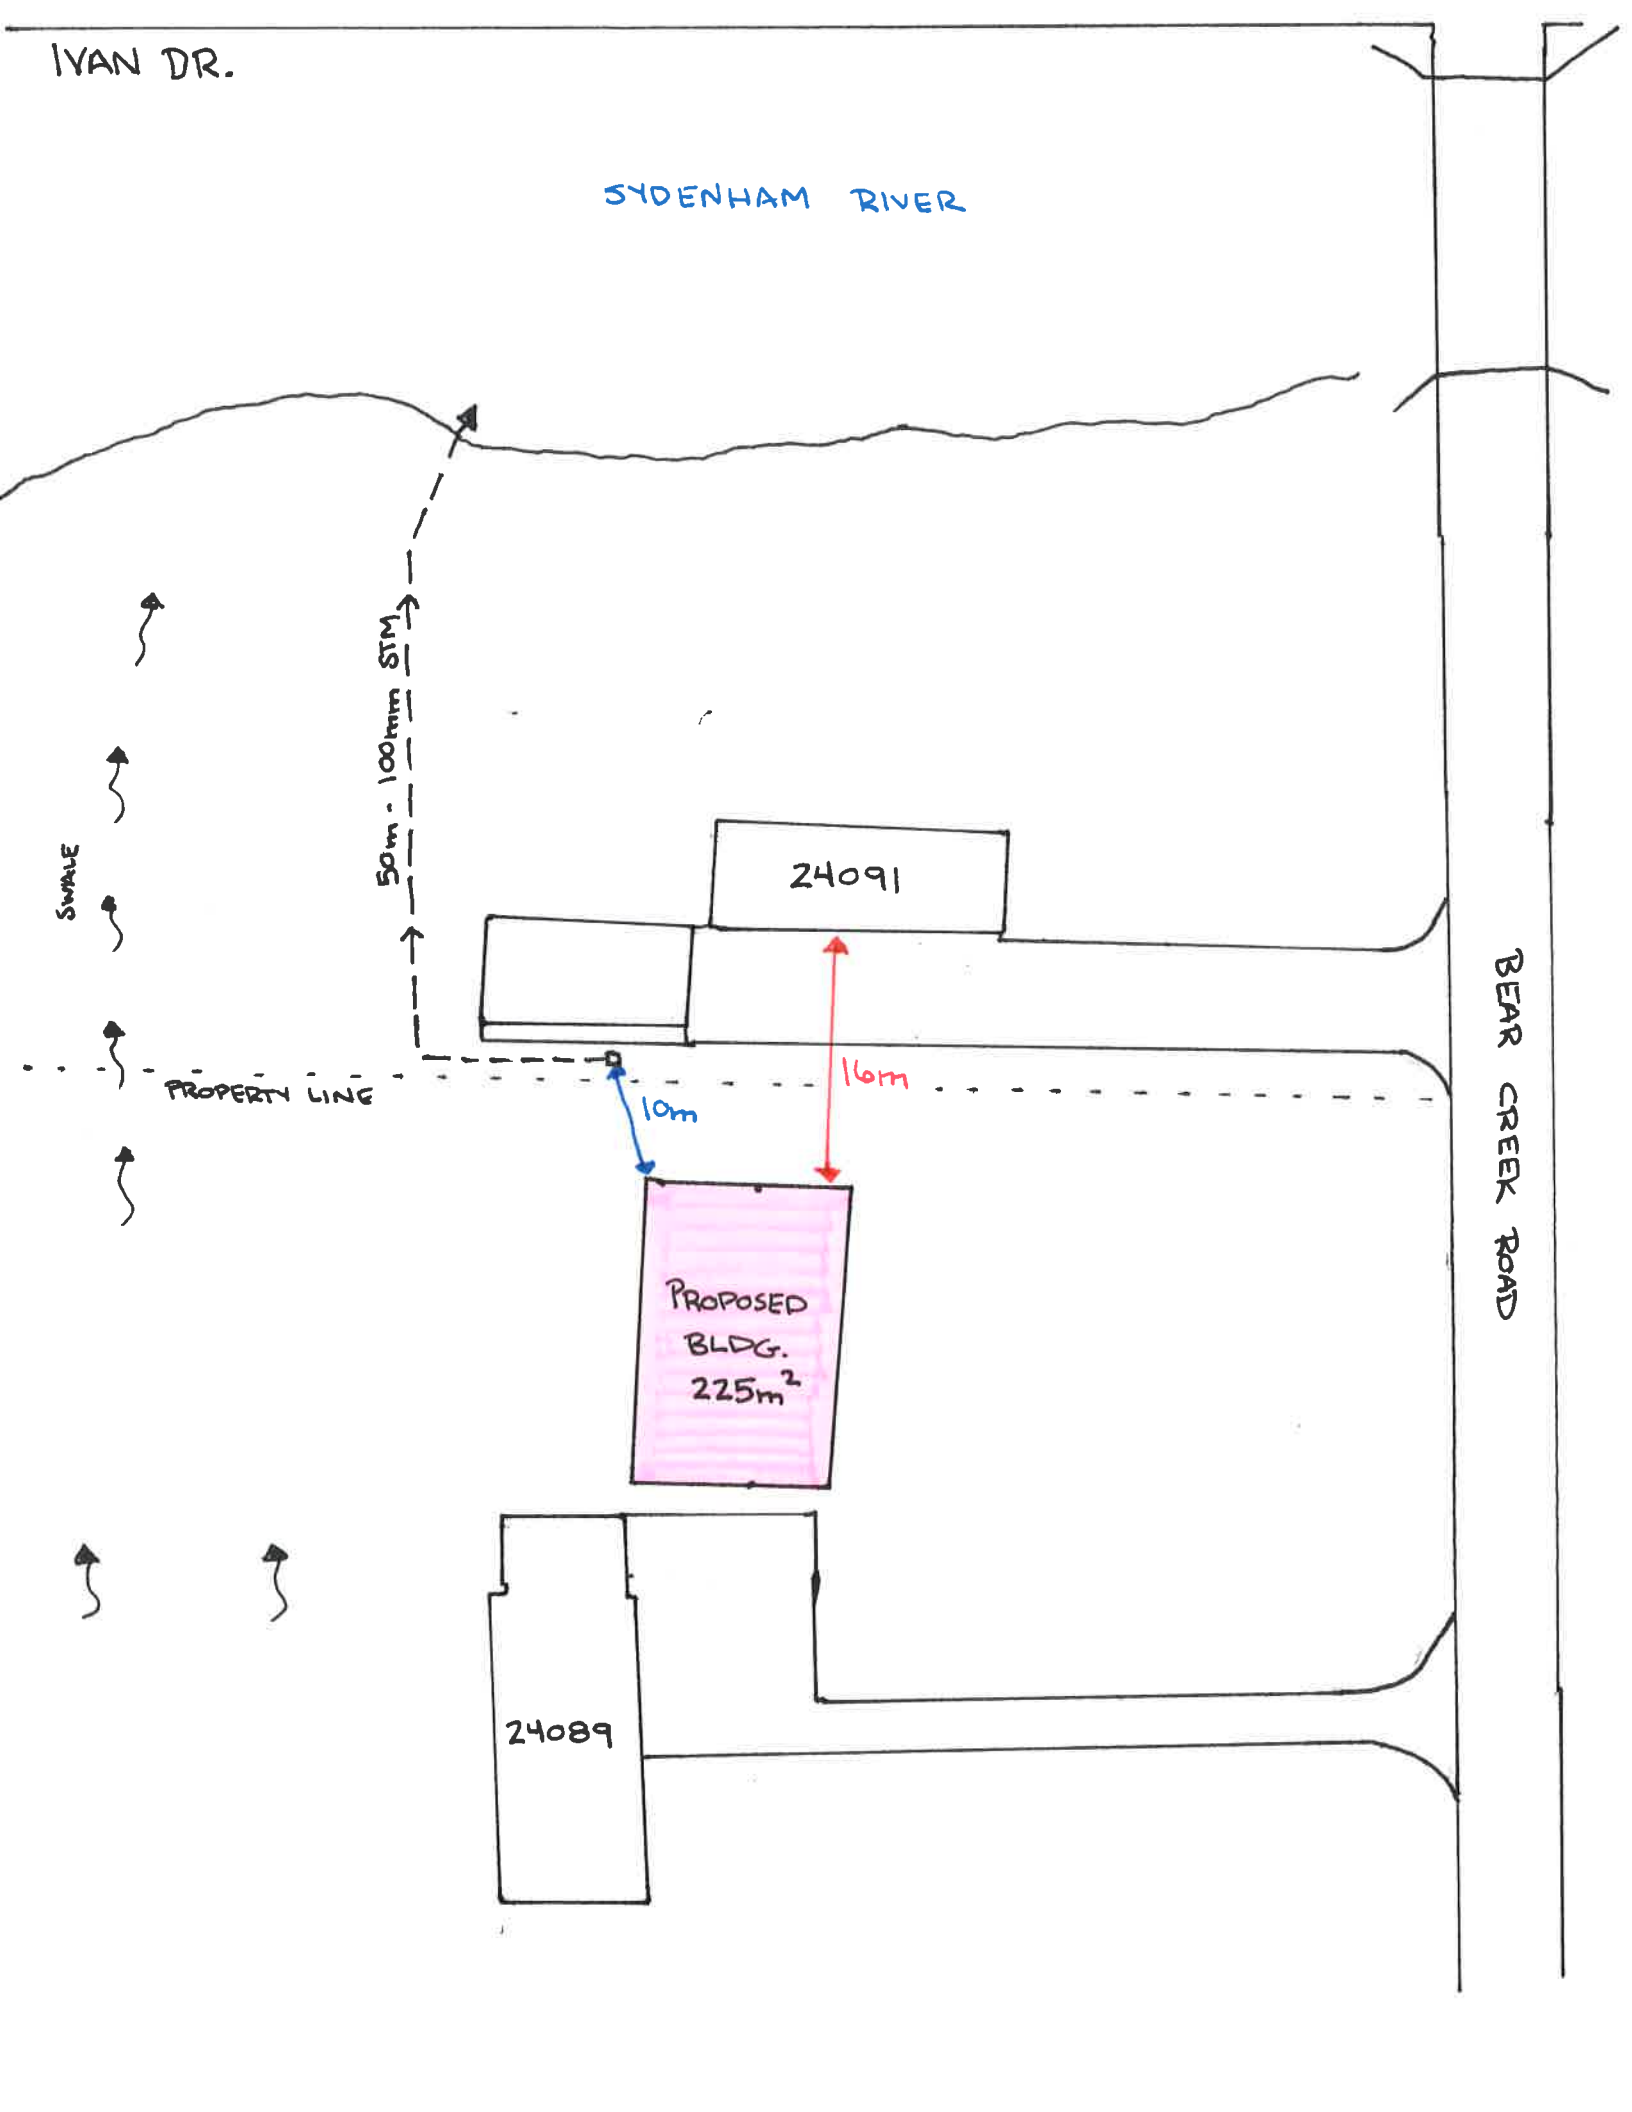 IVAN DR.
SYDENHAM RIVER
50m - 100mm STM
SWALE
24091
BEAR CREEK ROAD
16m
PROPERTY LINE
10m
PROPOSED
BLDG.
225m²
24089